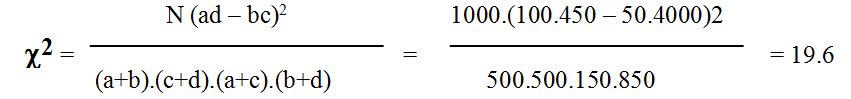 N (ad – bc)² 1000.(100.450 – 50.4000)2
χ² = = = 19.6
(a+b).(c+d).(a+c).(b+d) 500.500.150.850